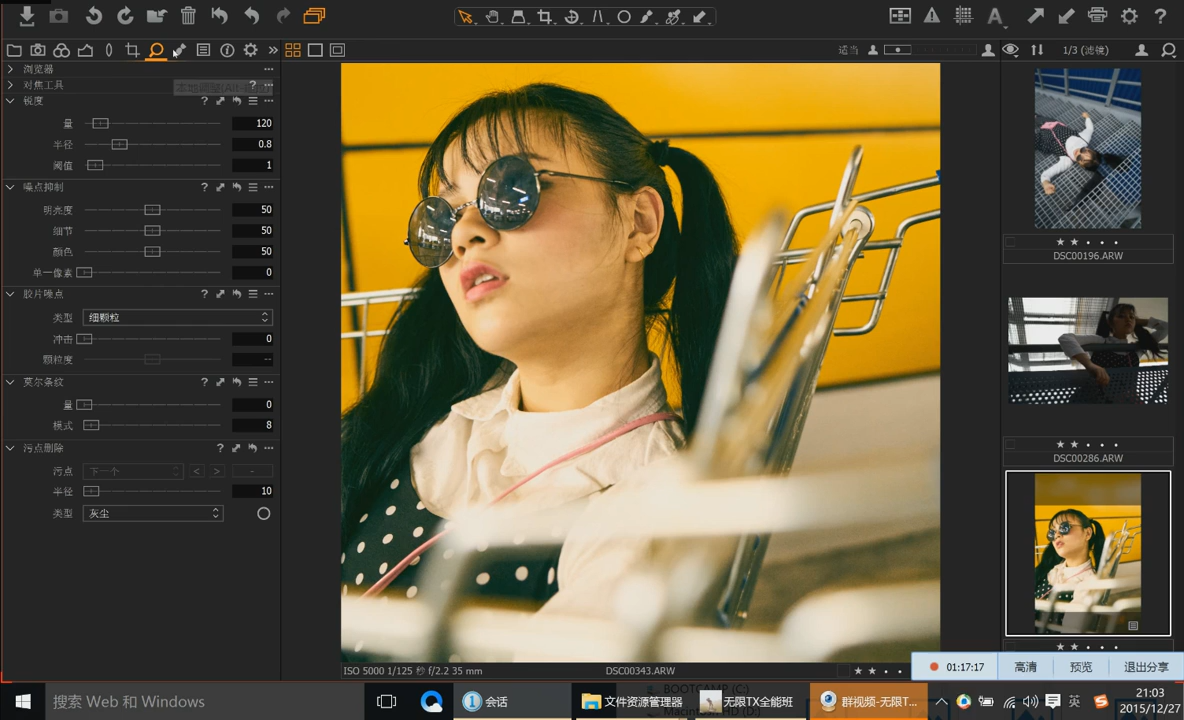 适当
1/3 (滤镜)
浏览器
对焦工具
锐度
量 120
半径 0.8
阈值 1
噪点抑制
明亮度 50
细节 50
颜色 50
单一像素 0
胶片噪点
类型 细颗粒
冲击 0
颗粒度 --
莫尔条纹
量 0
模式 8
污点删除
污点 下一个 < > -
半径 10
类型 灰尘
ISO 5000 1/125 秒 f/2.2 35 mm
DSC00343.ARW
DSC00196.ARW
DSC00286.ARW
01:17:17 高清 预览 退出分享
搜索 Web 和 Windows
会话
文件资源管理器
无限TX全能班
群视频-无限T...
英
21:03
2015/12/27